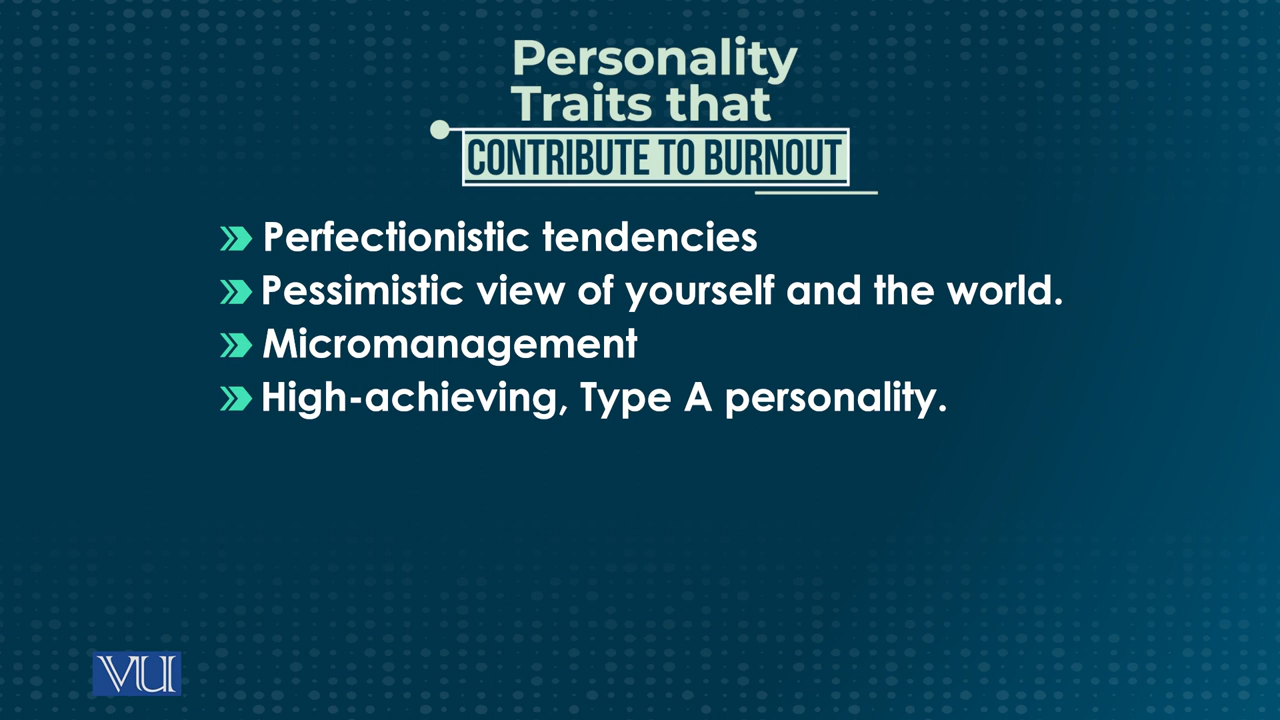 Personality
Traits that
CONTRIBUTE TO BURNOUT
Perfectionistic tendencies
Pessimistic view of yourself and the world.
Micromanagement
High-achieving, Type A personality.
VU